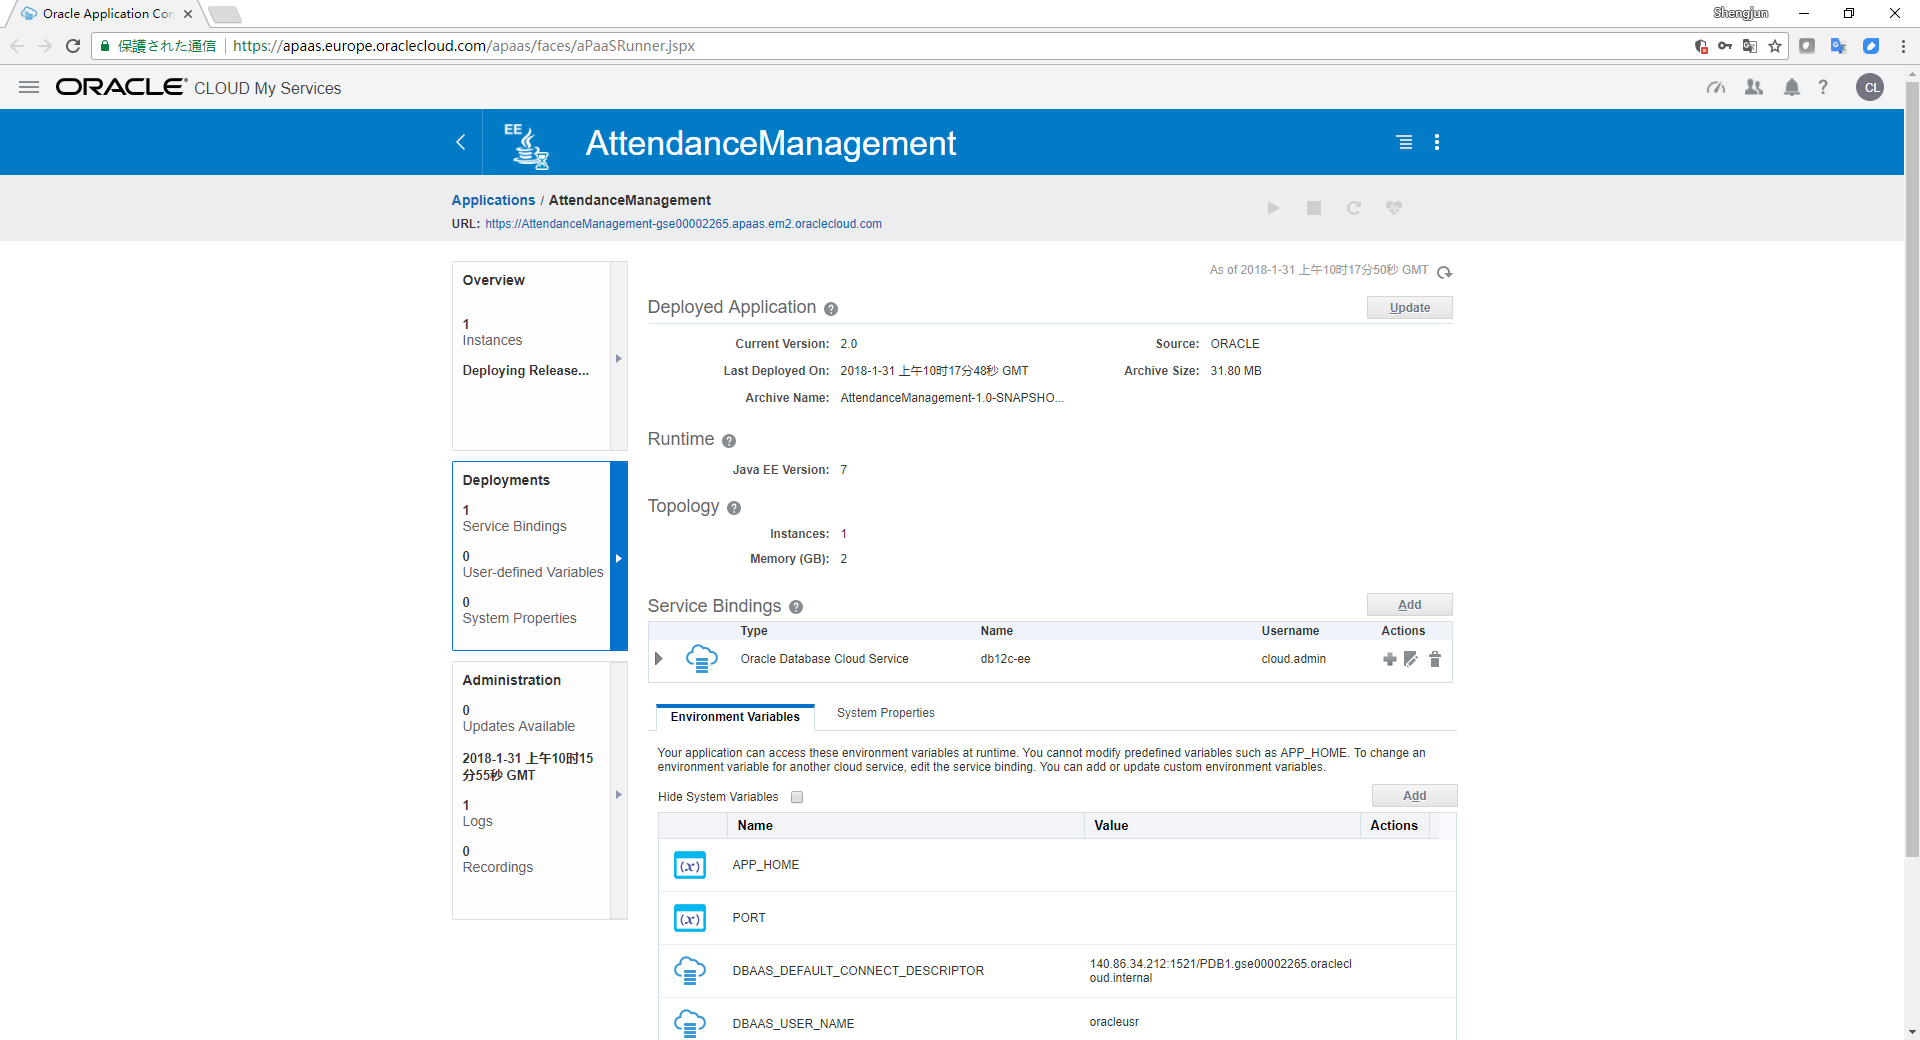 Oracle Application Con
Shengjun
保護された通信 | https://apaas.europe.oraclecloud.com/apaas/faces/aPaaSRunner.jspx
ORACLE® CLOUD My Services
CL
EE
AttendanceManagement
Applications / AttendanceManagement
URL: https://AttendanceManagement-gse00002265.apaas.em2.oraclecloud.com
As of 2018-1-31 上午10时17分50秒 GMT
Overview
1
Instances
Deploying Release...
Deployments
1
Service Bindings
0
User-defined Variables
0
System Properties
Administration
0
Updates Available
2018-1-31 上午10时15
分55秒 GMT
1
Logs
0
Recordings
Deployed Application
Update
Current Version: 2.0
Source: ORACLE
Last Deployed On: 2018-1-31 上午10时17分48秒 GMT
Archive Size: 31.80 MB
Archive Name: AttendanceManagement-1.0-SNAPSHO...
Runtime
Java EE Version: 7
Topology
Instances: 1
Memory (GB): 2
Service Bindings
Add
Type Name Username Actions
Oracle Database Cloud Service db12c-ee cloud.admin
Environment Variables System Properties
Your application can access these environment variables at runtime. You cannot modify predefined variables such as APP_HOME. To change an
environment variable for another cloud service, edit the service binding. You can add or update custom environment variables.
Hide System Variables
Add
Name Value Actions
(x) APP_HOME
(x) PORT
DBAAS_DEFAULT_CONNECT_DESCRIPTOR
140.86.34.212:1521/PDB1.gse00002265.oraclecl
oud.internal
DBAAS_USER_NAME oracleusr